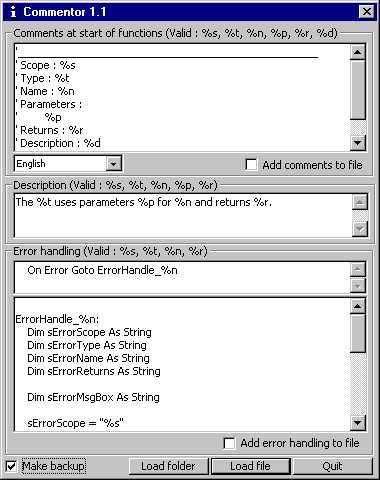 Commentor 1.1
Comments at start of functions (Valid : %s, %t, %n, %p, %r, %d)
'
' Scope : %s
' Type : %t
' Name : %n
' Parameters :
'        %p
' Returns : %r
' Description : %d
English
Add comments to file
Description (Valid : %s, %t, %n, %p, %r)
The %t uses parameters %p for %n and returns %r.
Error handling (Valid : %s, %t, %n, %r)
On Error Goto ErrorHandle_%n
ErrorHandle_%n:
Dim sErrorScope As String
Dim sErrorType As String
Dim sErrorName As String
Dim sErrorReturns As String
Dim sErrorMsgBox As String
sErrorScope = "%s"
Add error handling to file
Make backup Load folder Load file Quit